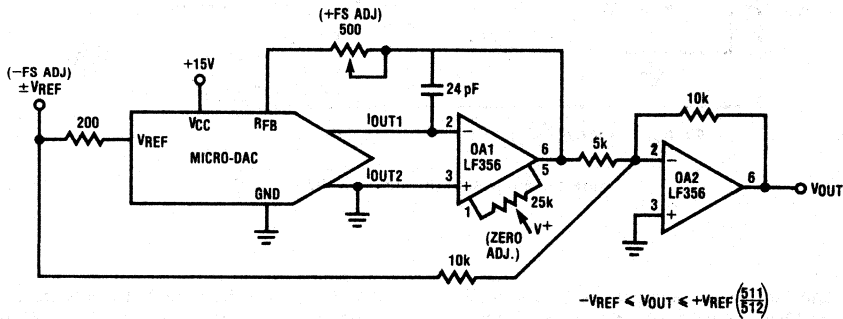 (+FS ADJ)
500
(−FS ADJ)
±VREF
+15V
24 pF
10k
200
VREF
VCC
RFB
MICRO-DAC
GND
IOUT1
IOUT2
2
−
3
+
OA1
LF356
6
5
1
25k
V+
(ZERO
ADJ.)
5k
2
−
3
+
OA2
LF356
6
VOUT
10k
−VREF ≤ VOUT ≤ +VREF(511/512)